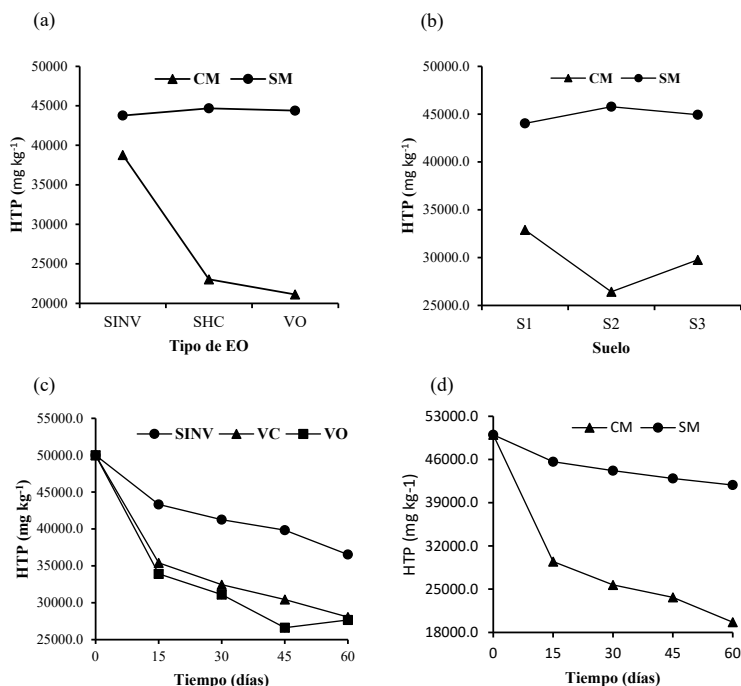 (a)
CM SM
HTP (mg kg-1)
50000
45000
40000
35000
30000
25000
20000
SINV SHC VO
Tipo de EO
(b)
CM SM
HTP (mg kg-1)
50000.0
45000.0
40000.0
35000.0
30000.0
25000.0
S1 S2 S3
Suelo
(c)
SINV VC VO
HTP (mg kg-1)
55000.0
50000.0
45000.0
40000.0
35000.0
30000.0
25000.0
0 15 30 45 60
Tiempo (días)
(d)
CM SM
HTP (mg kg-1)
53000.0
46000.0
39000.0
32000.0
25000.0
18000.0
0 15 30 45 60
Tiempo (días)